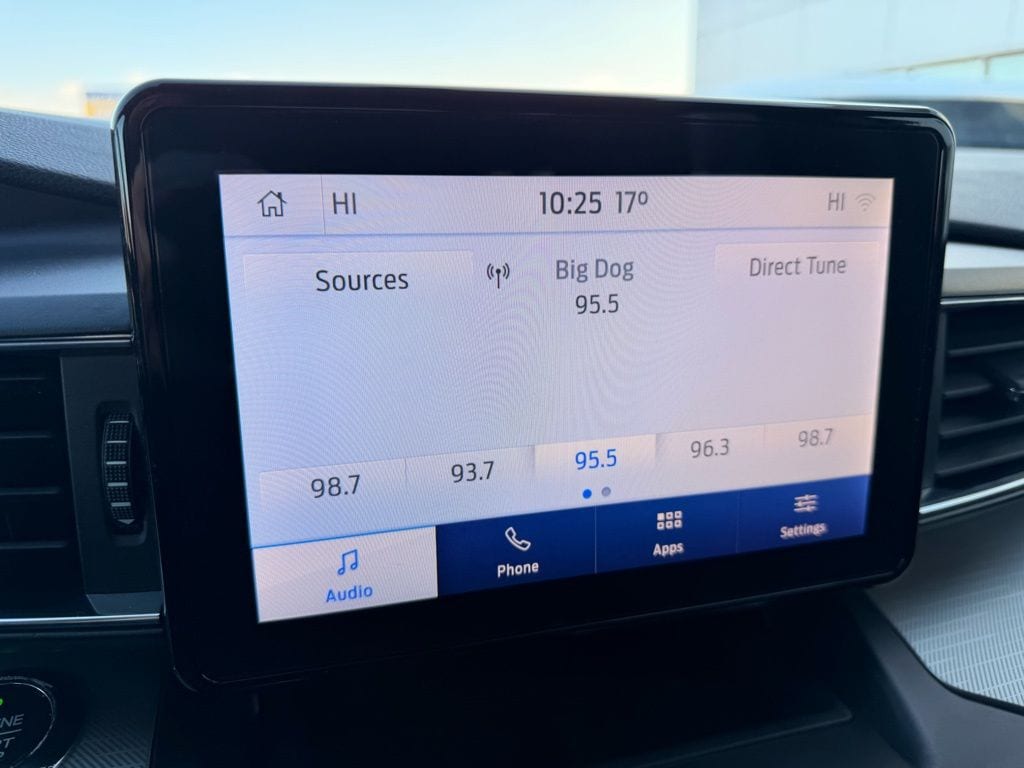 HI 10:25 17° HI
Sources Big Dog Direct Tune
95.5
98.7 93.7 95.5 96.3 98.7
Audio Phone Apps Settings